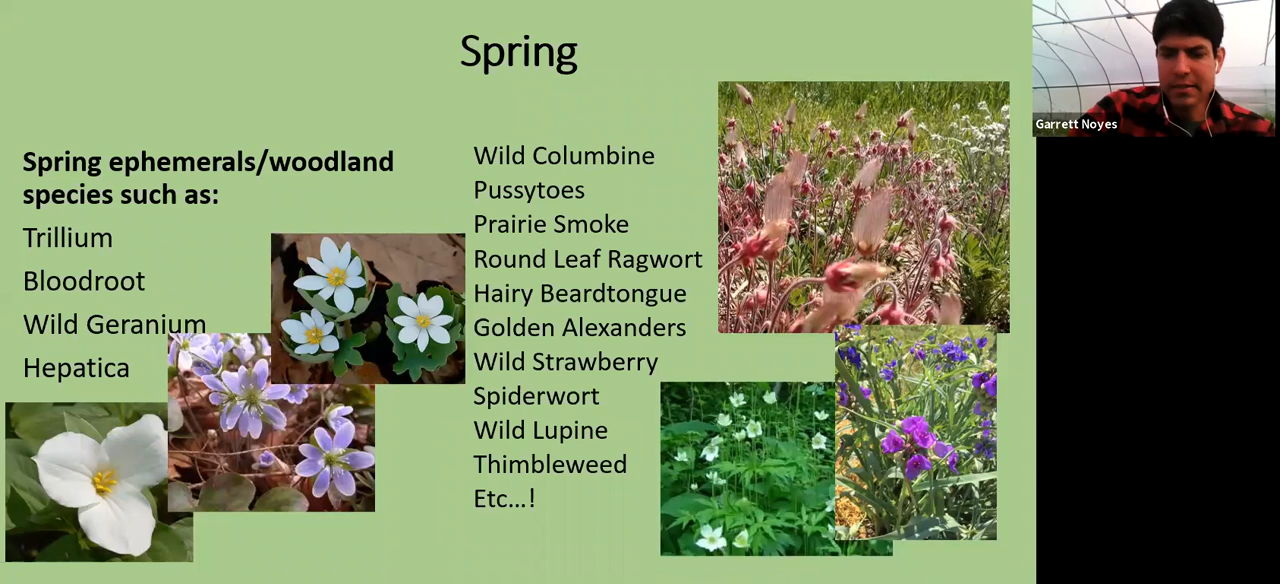 Spring
Spring ephemerals/woodland
species such as:
Trillium
Bloodroot
Wild Geranium
Hepatica
Wild Columbine
Pussytoes
Prairie Smoke
Round Leaf Ragwort
Hairy Beardtongue
Golden Alexanders
Wild Strawberry
Spiderwort
Wild Lupine
Thimbleweed
Etc...!
Garrett Noyes